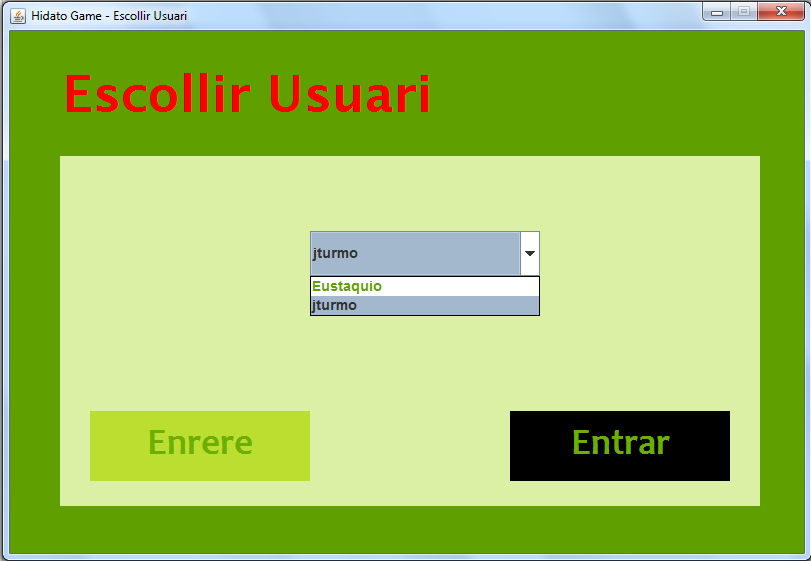 Hidato Game - Escollir Usuari
Escollir Usuari
jturmo
Eustaquio
jturmo
Enrere
Entrar